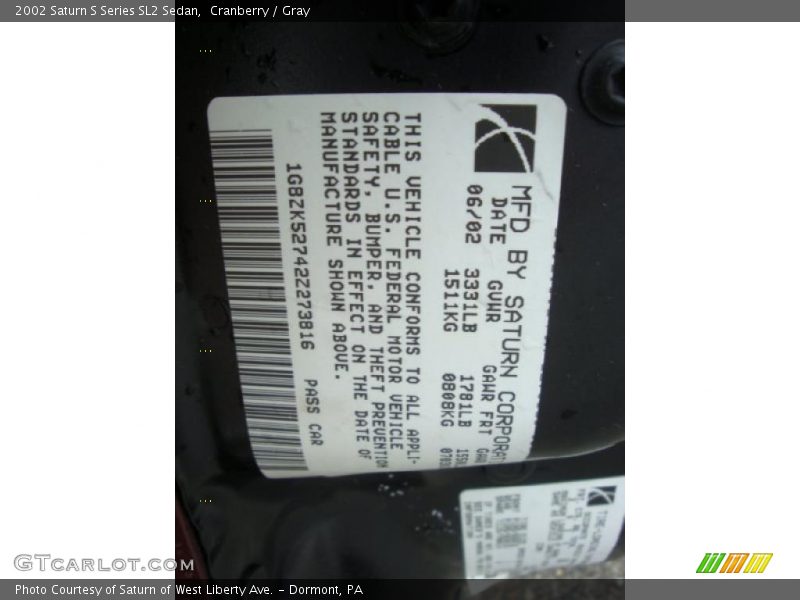 2002 Saturn S Series SL2 Sedan, Cranberry / Gray
MFD BY SATURN CORPORAT
DATE GVWR GAWR FRT
06/02 3331LB 1781LB
1511KG 0808KG
THIS VEHICLE CONFORMS TO ALL APPLI-
CABLE U.S. FEDERAL MOTOR VEHICLE
SAFETY, BUMPER, AND THEFT PREVENTION
STANDARDS IN EFFECT ON THE DATE OF
MANUFACTURE SHOWN ABOVE.
1G8ZK52742Z273816 PASS CAR
GTcarlot.com
Photo Courtesy of Saturn of West Liberty Ave. - Dormont, PA